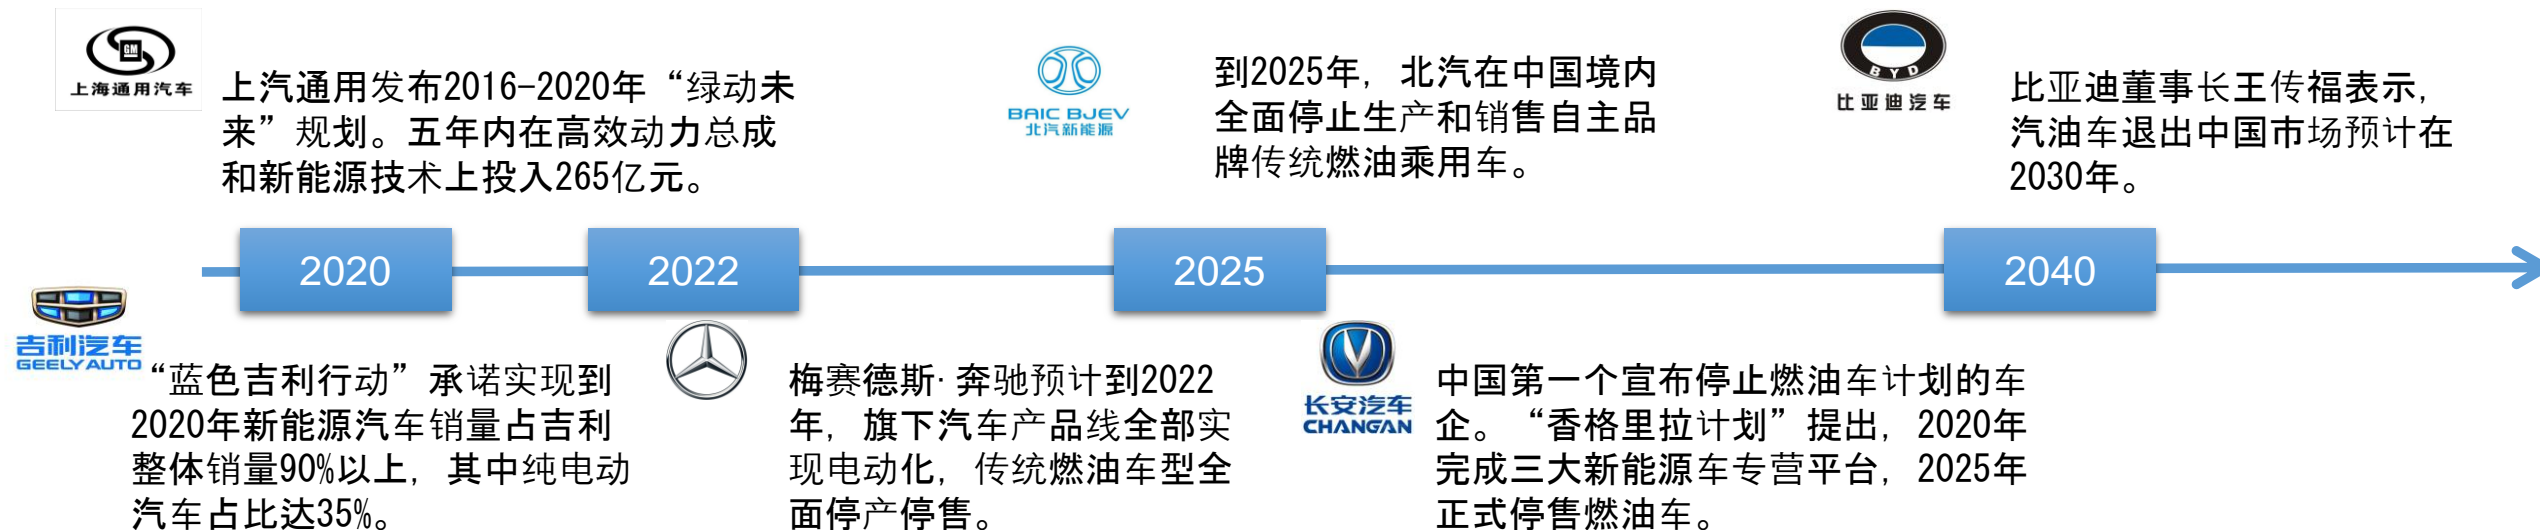 上海通用汽车
GM
上汽通用发布2016-2020年“绿动未
来”规划。五年内在高效动力总成
和新能源技术上投入265亿元。
BAIC BJEV
北汽新能源
到2025年，北汽在中国境内
全面停止生产和销售自主品
牌传统燃油乘用车。
BYD
比亚迪汽车
比亚迪董事长王传福表示，
汽油车退出中国市场预计在
2030年。
2020
2022
2025
2040
吉利汽车
GEELY AUTO
“蓝色吉利行动”承诺实现到
2020年新能源汽车销量占吉利
整体销量90%以上，其中纯电动
汽车占比达35%。
梅赛德斯·奔驰预计到2022
年，旗下汽车产品线全部实
现电动化，传统燃油车型全
面停产停售。
长安汽车
CHANGAN
中国第一个宣布停止燃油车计划的车
企。“香格里拉计划”提出，2020年
完成三大新能源车专营平台，2025年
正式停售燃油车。